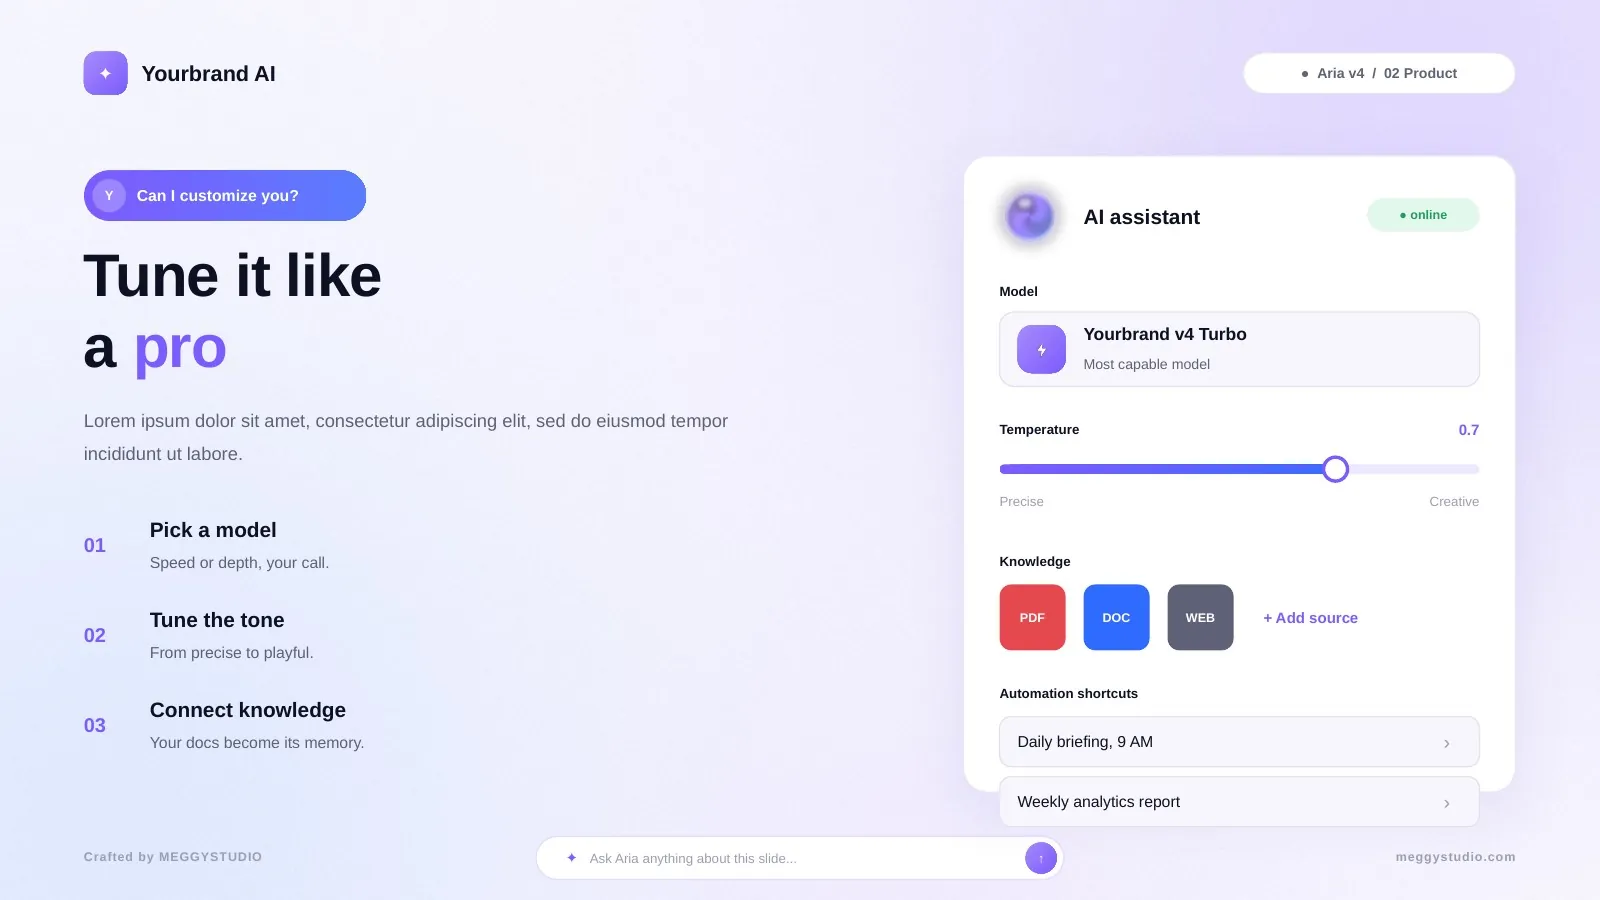 ✦ Yourbrand AI
● Aria v4 / 02 Product
Y Can I customize you?
Tune it like
a pro
Lorem ipsum dolor sit amet, consectetur adipiscing elit, sed do eiusmod tempor
incididunt ut labore.
01 Pick a model
Speed or depth, your call.
02 Tune the tone
From precise to playful.
03 Connect knowledge
Your docs become its memory.
AI assistant
● online
Model
Yourbrand v4 Turbo
Most capable model
Temperature 0.7
Precise Creative
Knowledge
PDF DOC WEB + Add source
Automation shortcuts
Daily briefing, 9 AM ›
Weekly analytics report ›
Crafted by MEGGYSTUDIO
✦ Ask Aria anything about this slide... ↑
meggystudio.com